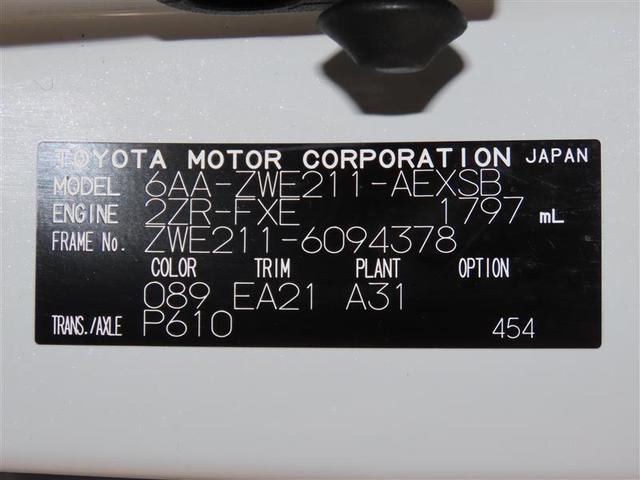 TOYOTA MOTOR CORPORATION JAPAN
MODEL 6AA-ZWE211-AEXSB
ENGINE 2ZR-FXE 1797 mL
FRAME No. ZWE211-6094378
COLOR TRIM PLANT OPTION
089 EA21 A31
TRANS./AXLE P610 454